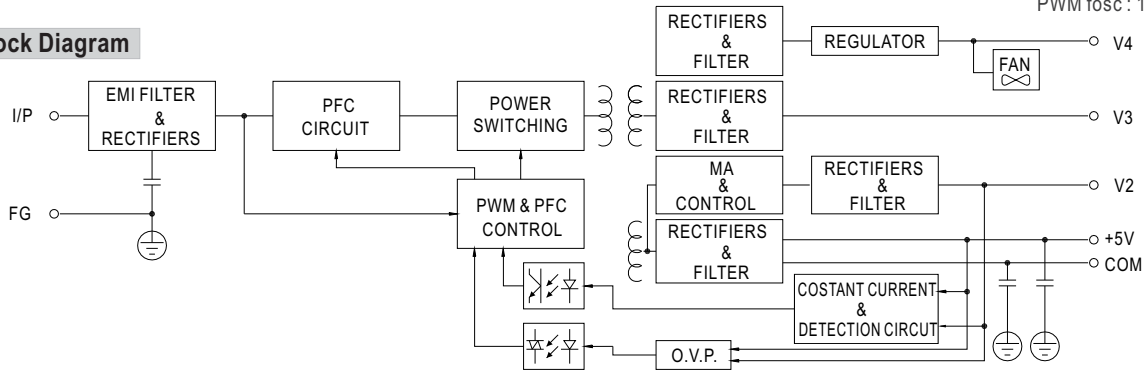 PWM fosc : 1
ock Diagram
I/P
EMI FILTER
&
RECTIFIERS
FG
PFC
CIRCUIT
POWER
SWITCHING
PWM & PFC
CONTROL
RECTIFIERS
&
FILTER
REGULATOR
FAN
V4
RECTIFIERS
&
FILTER
V3
MA
&
CONTROL
RECTIFIERS
&
FILTER
V2
RECTIFIERS
&
FILTER
+5V
COM
COSTANT CURRENT
&
DETECTION CIRCUT
O.V.P.